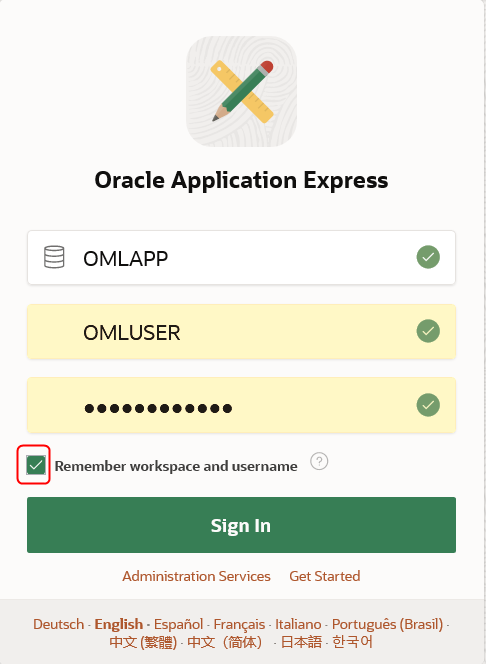 Oracle Application Express
OMLAPP
OMLUSER
●●●●●●●●●●●●
Remember workspace and username ?
Sign In
Administration Services Get Started
Deutsch · English · Español · Français · Italiano · Português (Brasil) ·
中文 (繁體) · 中文（简体） · 日本語 · 한국어